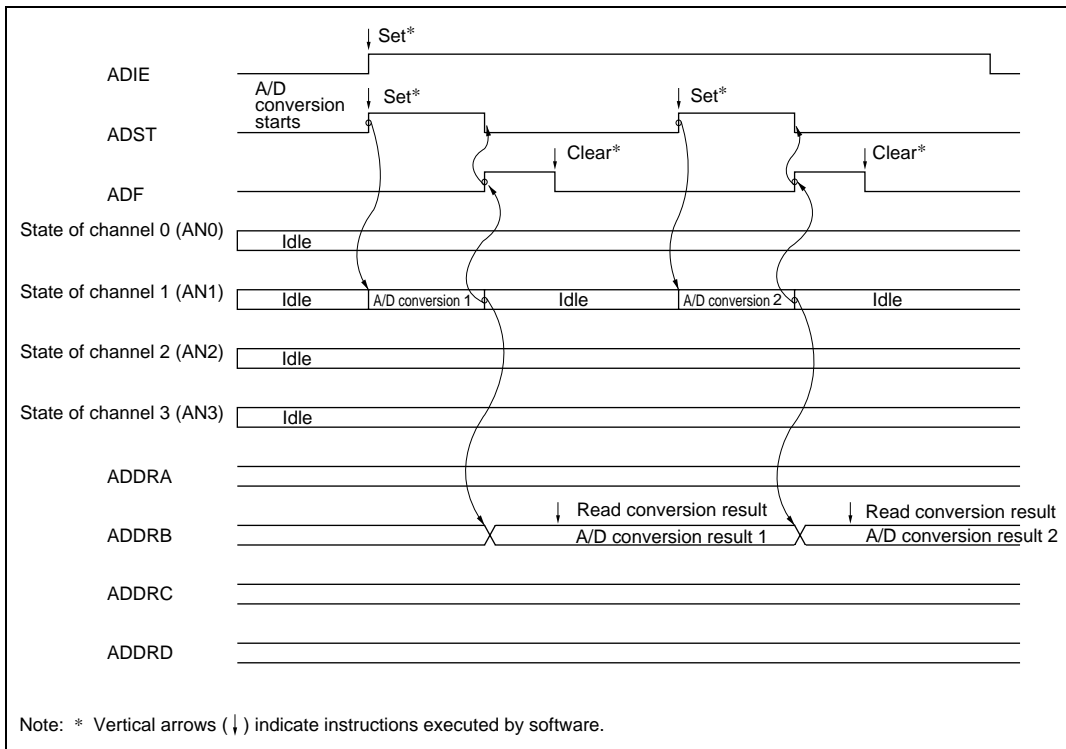 Set*
ADIE
A/D
conversion
starts
Set*
Set*
ADST
Clear*
Clear*
ADF
State of channel 0 (AN0)
Idle
State of channel 1 (AN1)
Idle
A/D conversion 1
Idle
A/D conversion 2
Idle
State of channel 2 (AN2)
Idle
State of channel 3 (AN3)
Idle
ADDRA
Read conversion result
Read conversion result
ADDRB
A/D conversion result 1
A/D conversion result 2
ADDRC
ADDRD
Note: * Vertical arrows (↓) indicate instructions executed by software.